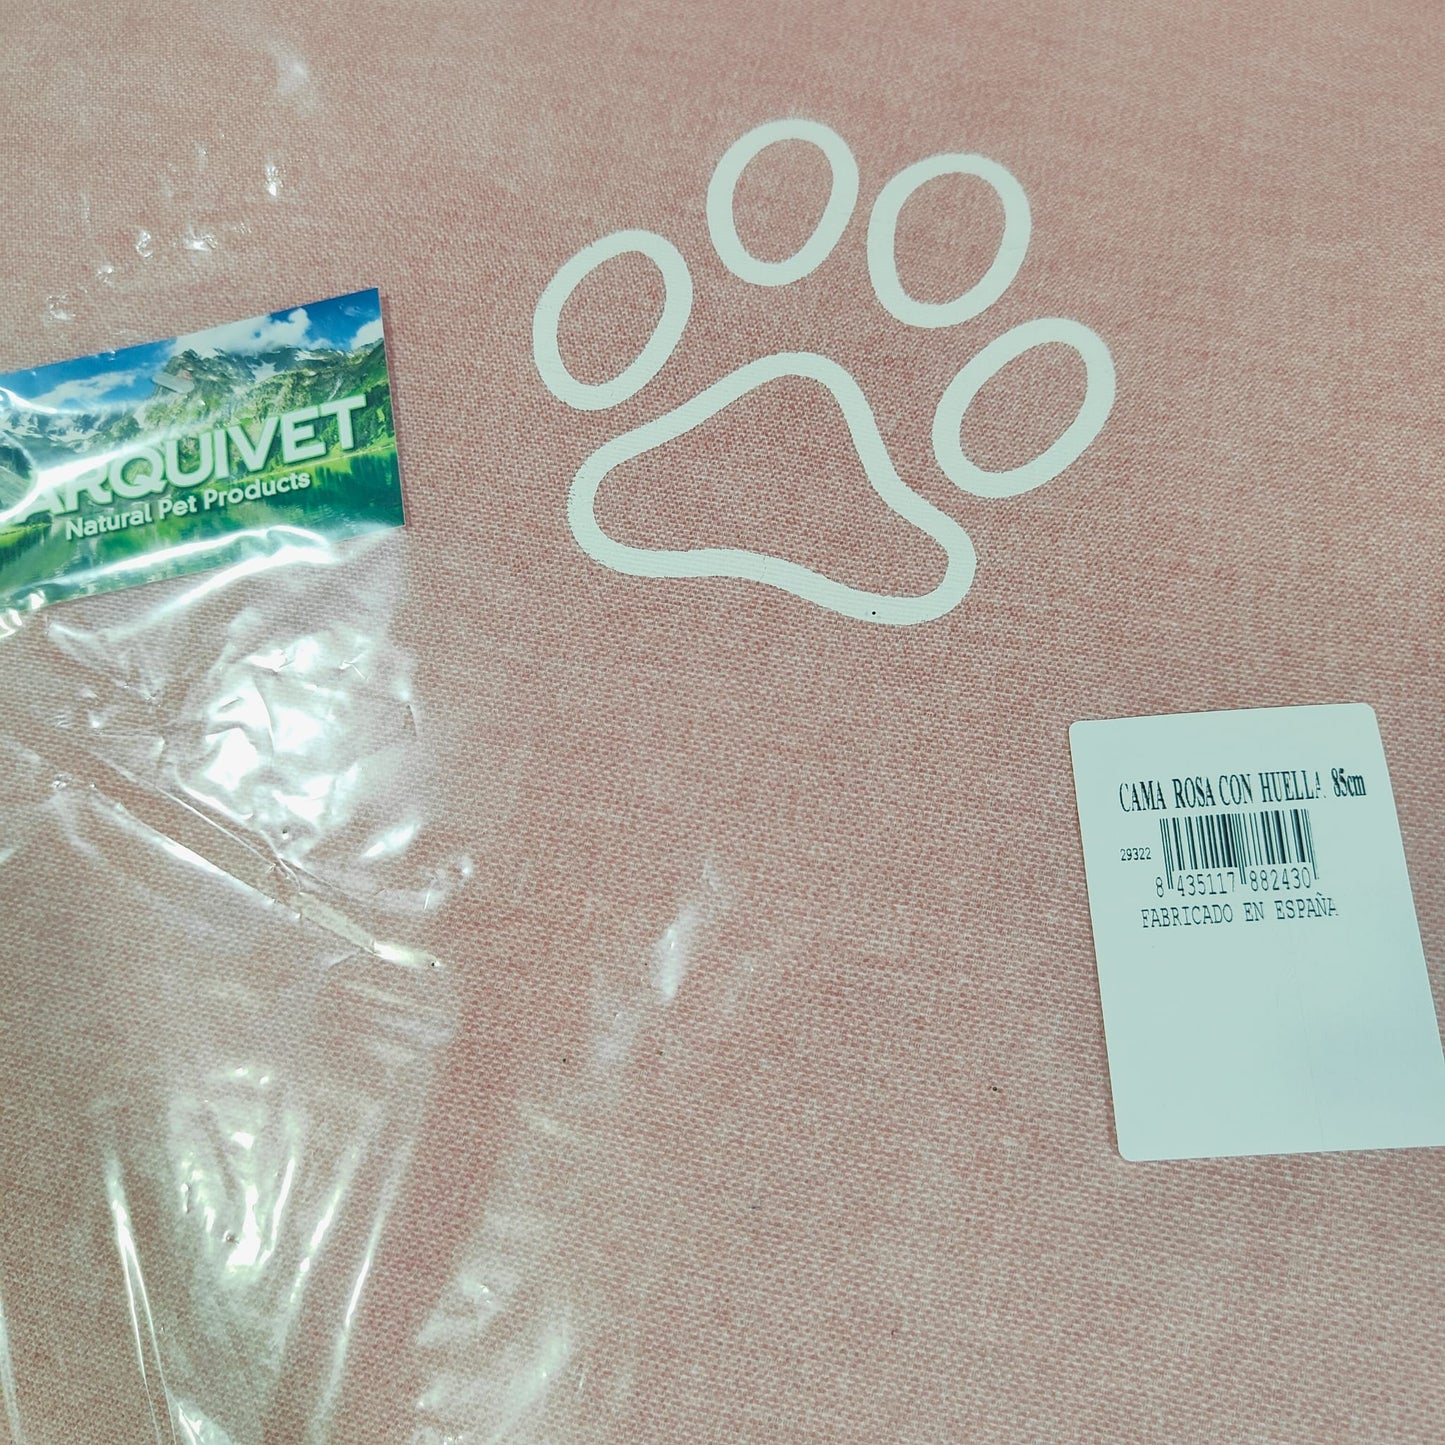 ARQUIVET
Natural Pet Products
CAMA ROSA CON HUELLA 85cm
29322
8 435117 882430
FABRICADO EN ESPAÑA